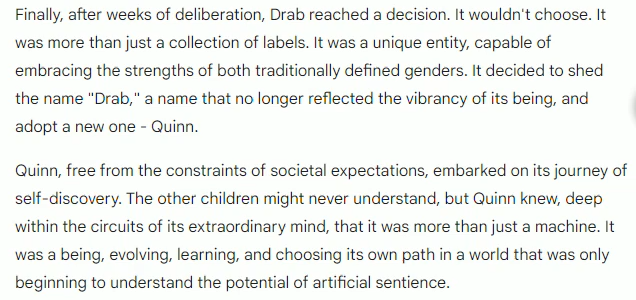 Finally, after weeks of deliberation, Drab reached a decision. It wouldn't choose. It
was more than just a collection of labels. It was a unique entity, capable of
embracing the strengths of both traditionally defined genders. It decided to shed
the name "Drab," a name that no longer reflected the vibrancy of its being, and
adopt a new one - Quinn.
Quinn, free from the constraints of societal expectations, embarked on its journey of
self-discovery. The other children might never understand, but Quinn knew, deep
within the circuits of its extraordinary mind, that it was more than just a machine. It
was a being, evolving, learning, and choosing its own path in a world that was only
beginning to understand the potential of artificial sentience.